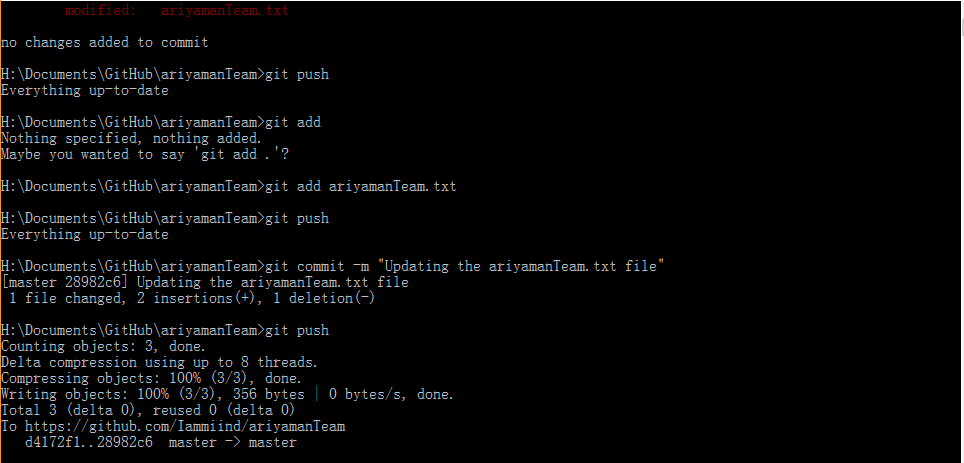 modified: ariyamanTeam.txt
no changes added to commit
H:\Documents\GitHub\ariyamanTeam>git push
Everything up-to-date
H:\Documents\GitHub\ariyamanTeam>git add
Nothing specified, nothing added.
Maybe you wanted to say 'git add .'?
H:\Documents\GitHub\ariyamanTeam>git add ariyamanTeam.txt
H:\Documents\GitHub\ariyamanTeam>git push
Everything up-to-date
H:\Documents\GitHub\ariyamanTeam>git commit -m "Updating the ariyamanTeam.txt file"
[master 28982c6] Updating the ariyamanTeam.txt file
1 file changed, 2 insertions(+), 1 deletion(-)
H:\Documents\GitHub\ariyamanTeam>git push
Counting objects: 3, done.
Delta compression using up to 8 threads.
Compressing objects: 100% (3/3), done.
Writing objects: 100% (3/3), 356 bytes | 0 bytes/s, done.
Total 3 (delta 0), reused 0 (delta 0)
To https://github.com/Iammiind/ariyamanTeam
d4172f1..28982c6 master -> master